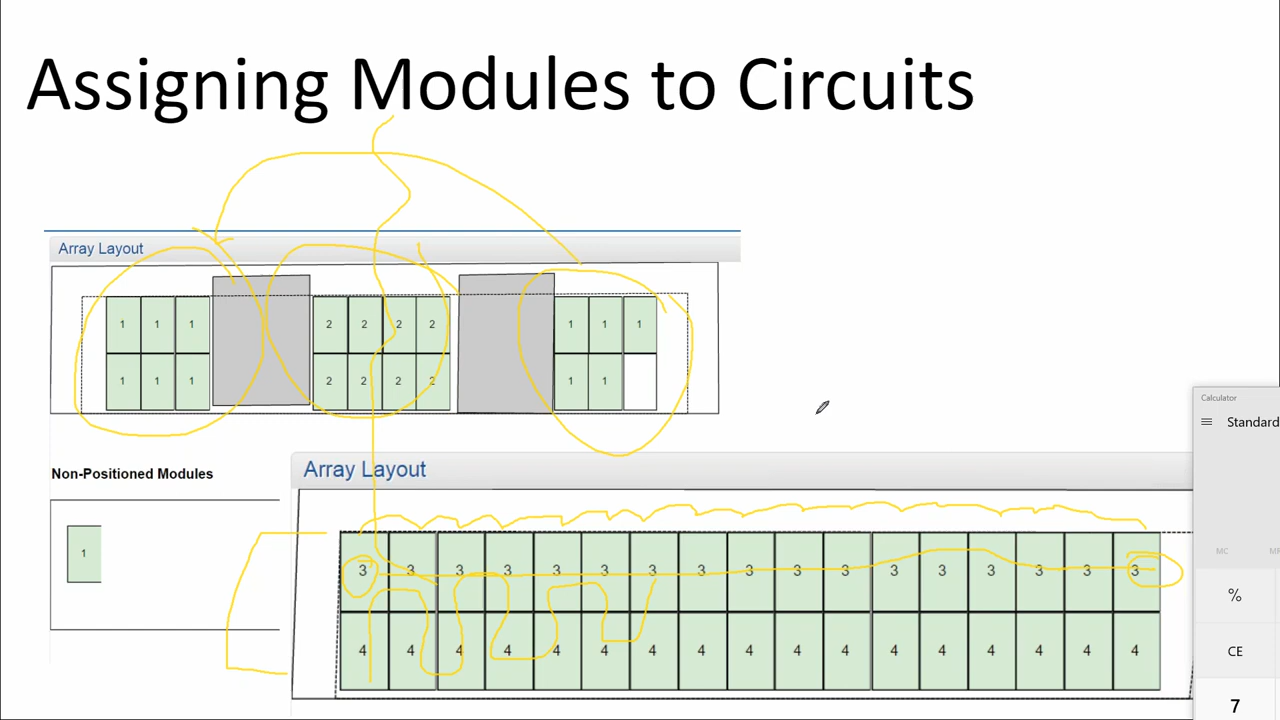 Assigning Modules to Circuits
Array Layout
1 1 1 2 2 2 2 1 1 1
1 1 1 2 2 2 2 1 1
Non-Positioned Modules
1
Array Layout
3 3 3 3 3 3 3 3 3 3 3 3 3 3 3 3 3
4 4 4 4 4 4 4 4 4 4 4 4 4 4 4 4 4
Calculator
Standard
MC
%
CE
7